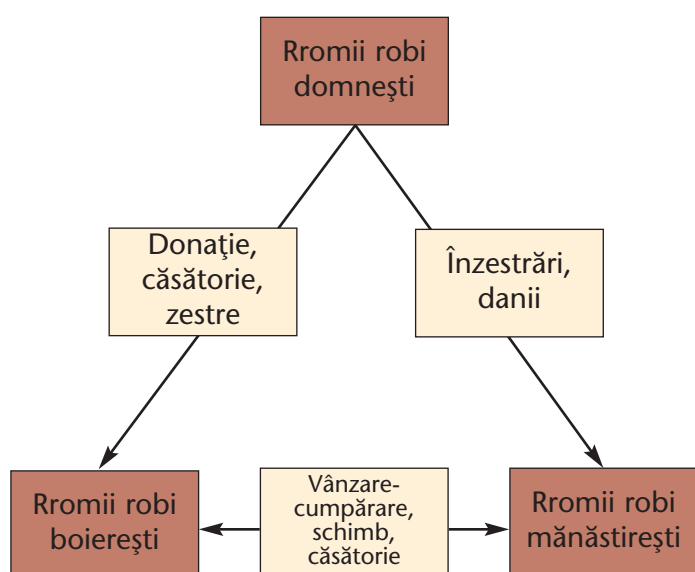 Rromii robi
domneşti
Donaţie,
căsătorie,
zestre
Înzestrări,
danii
Rromii robi
boiereşti
Vânzare-
cumpărare,
schimb,
căsătorie
Rromii robi
mănăstireşti